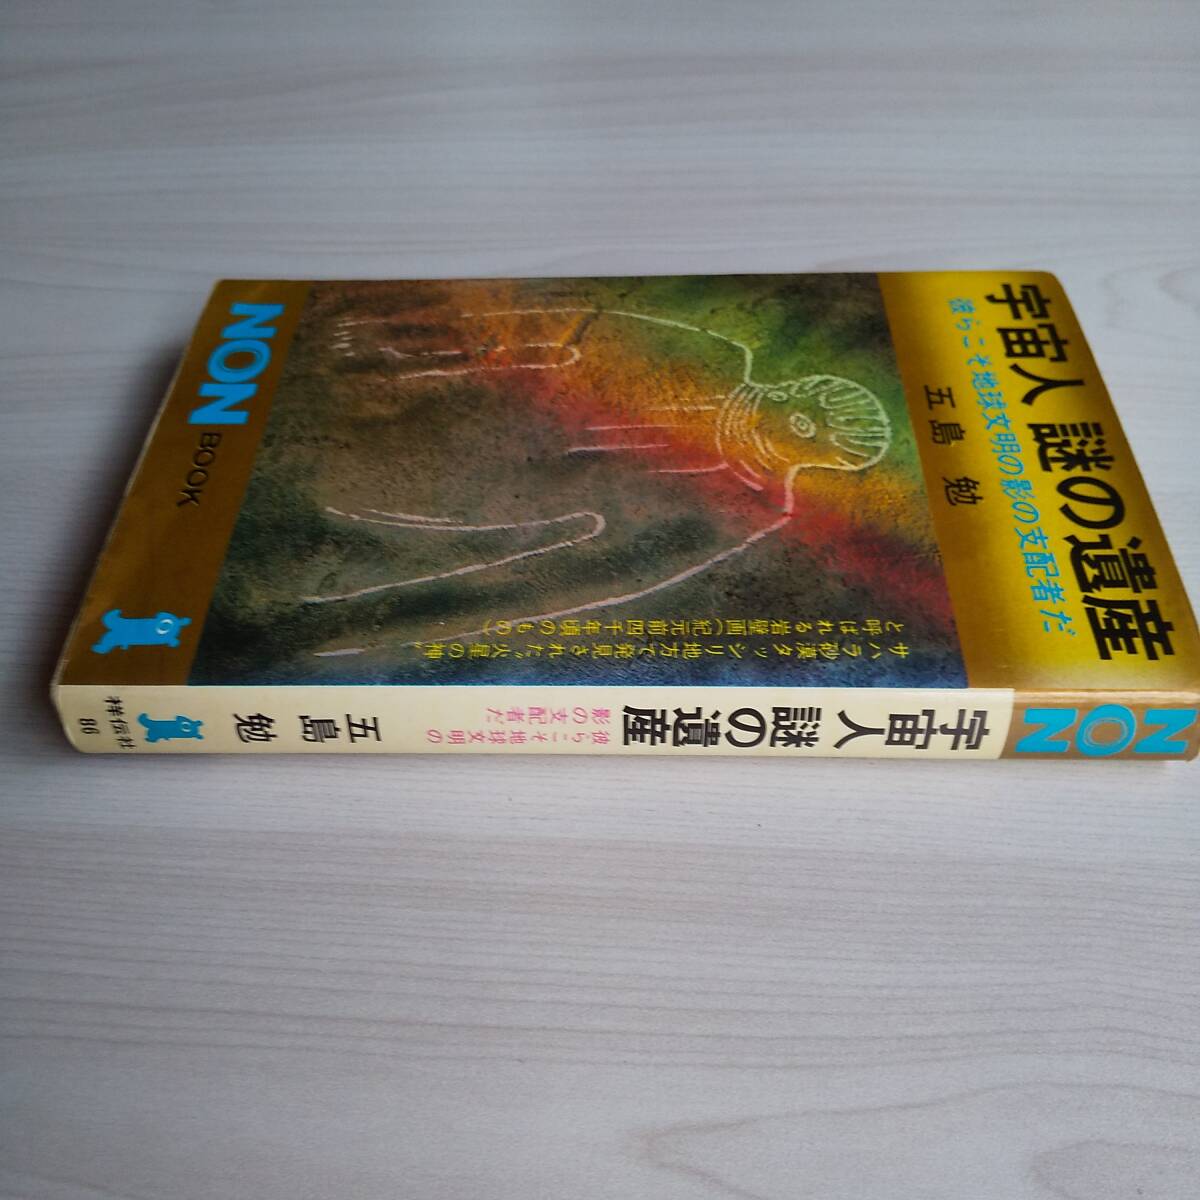 宇宙人 謎の遺産
彼らこそ地球文明の影の支配者だ
五島 勉
サハラ砂漠タッシリ地方で発見された“火星の神”
と呼ばれる岩壁画(紀元前四千年頃のもの)
NON
BOOK
NON
宇宙人 謎の遺産
彼らこそ地球文明の
影の支配者だ
五島 勉
祥伝社
86